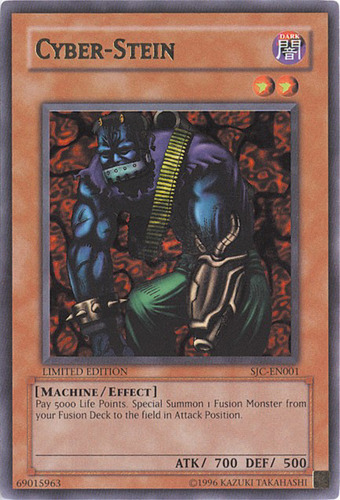 CYBER-STEIN
DARK
闇
LIMITED EDITION SJC-EN001
[MACHINE/EFFECT]
Pay 5000 Life Points. Special Summon 1 Fusion Monster from
your Fusion Deck to the field in Attack Position.
ATK/ 700 DEF/ 500
69015963 ©1996 KAZUKI TAKAHASHI